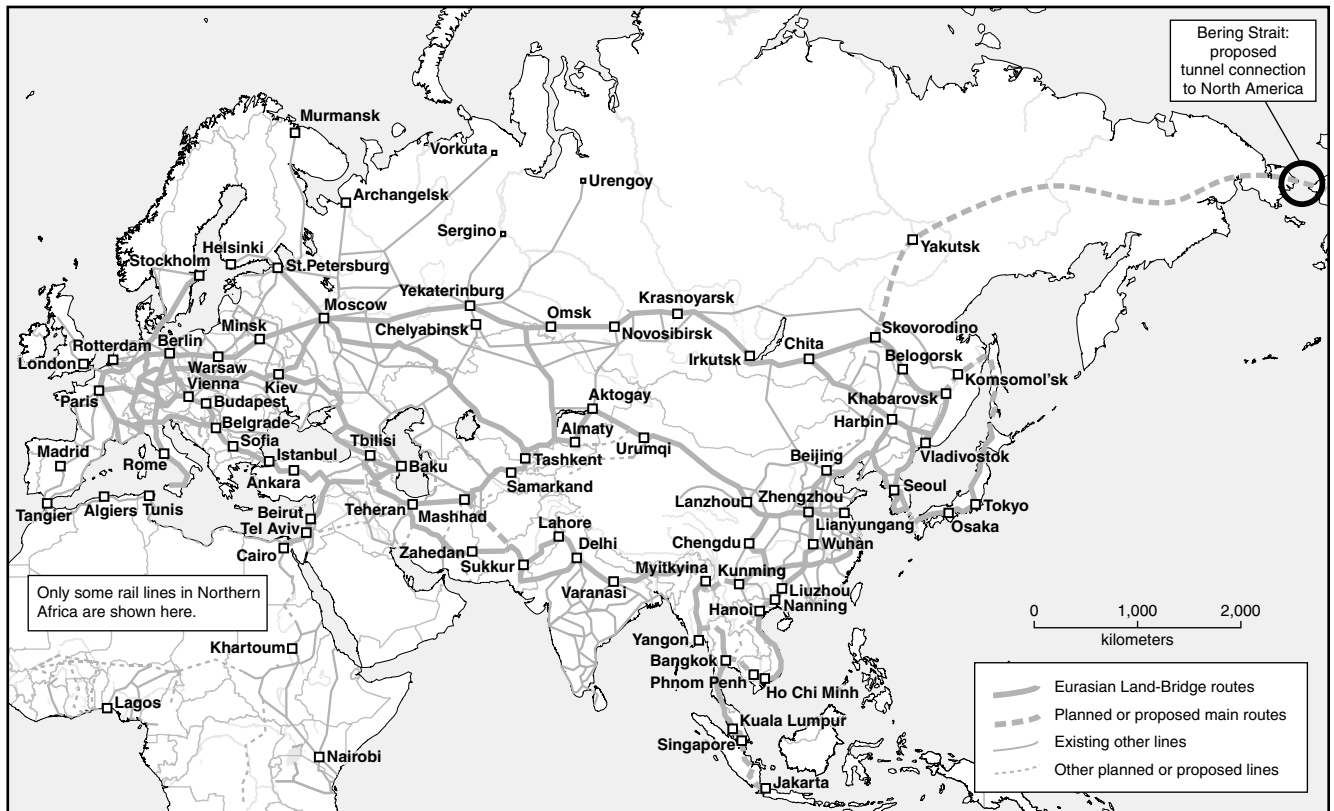 Bering Strait:
proposed
tunnel connection
to North America
Murmansk
Vorkuta
Urengoy
Archangelsk
Sergino
Yakutsk
Helsinki
Stockholm
St.Petersburg
Yekaterinburg
Krasnoyarsk
Moscow
Omsk
Chelyabinsk
Novosibirsk
Skovorodino
Minsk
Berlin
Rotterdam
London
Chita
Irkutsk
Belogorsk
Warsaw
Vienna
Kiev
Komsomol'sk
Paris
Budapest
Aktogay
Khabarovsk
Belgrade
Almaty
Harbin
Sofia
Tbilisi
Urumqi
Madrid
Istanbul
Rome
Baku
Tashkent
Beijing
Vladivostok
Ankara
Samarkand
Seoul
Tangier
Algiers
Tunis
Beirut
Teheran
Mashhad
Lanzhou
Zhengzhou
Tokyo
Tel Aviv
Lahore
Lianyungang
Osaka
Cairo
Zahedan
Delhi
Chengdu
Wuhan
Sukkur
Myitkyina
Kunming
Varanasi
Liuzhou
Nanning
Hanoi
Only some rail lines in Northern
Africa are shown here.
0
1,000
2,000
kilometers
Khartoum
Yangon
Bangkok
Phnom Penh
Ho Chi Minh
Lagos
Kuala Lumpur
Singapore
Nairobi
Jakarta
Eurasian Land-Bridge routes
Planned or proposed main routes
Existing other lines
Other planned or proposed lines